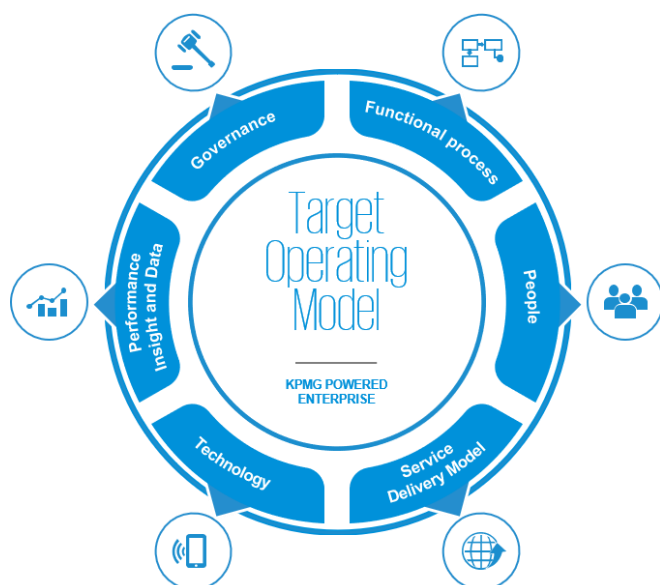 Target
Operating
Model
KPMG POWERED
ENTERPRISE
Functional process
People
Service
Delivery Model
Technology
Performance
Insight and Data
Governance